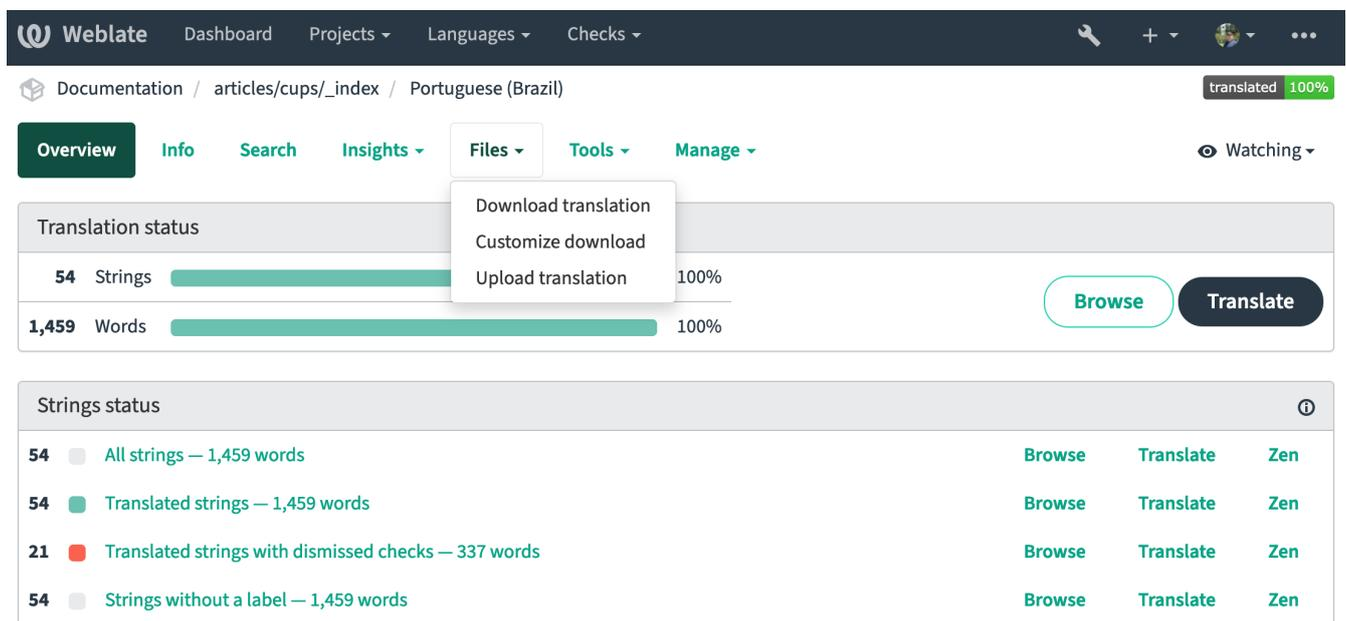 Weblate Dashboard Projects Languages Checks
Documentation / articles/cups/_index / Portuguese (Brazil) translated 100%
Overview Info Search Insights Files Tools Manage Watching
Download translation
Customize download
Upload translation
Translation status
54 Strings 100%
Browse Translate
1,459 Words 100%
Strings status
54 All strings — 1,459 words Browse Translate Zen
54 Translated strings — 1,459 words Browse Translate Zen
21 Translated strings with dismissed checks — 337 words Browse Translate Zen
54 Strings without a label — 1,459 words Browse Translate Zen